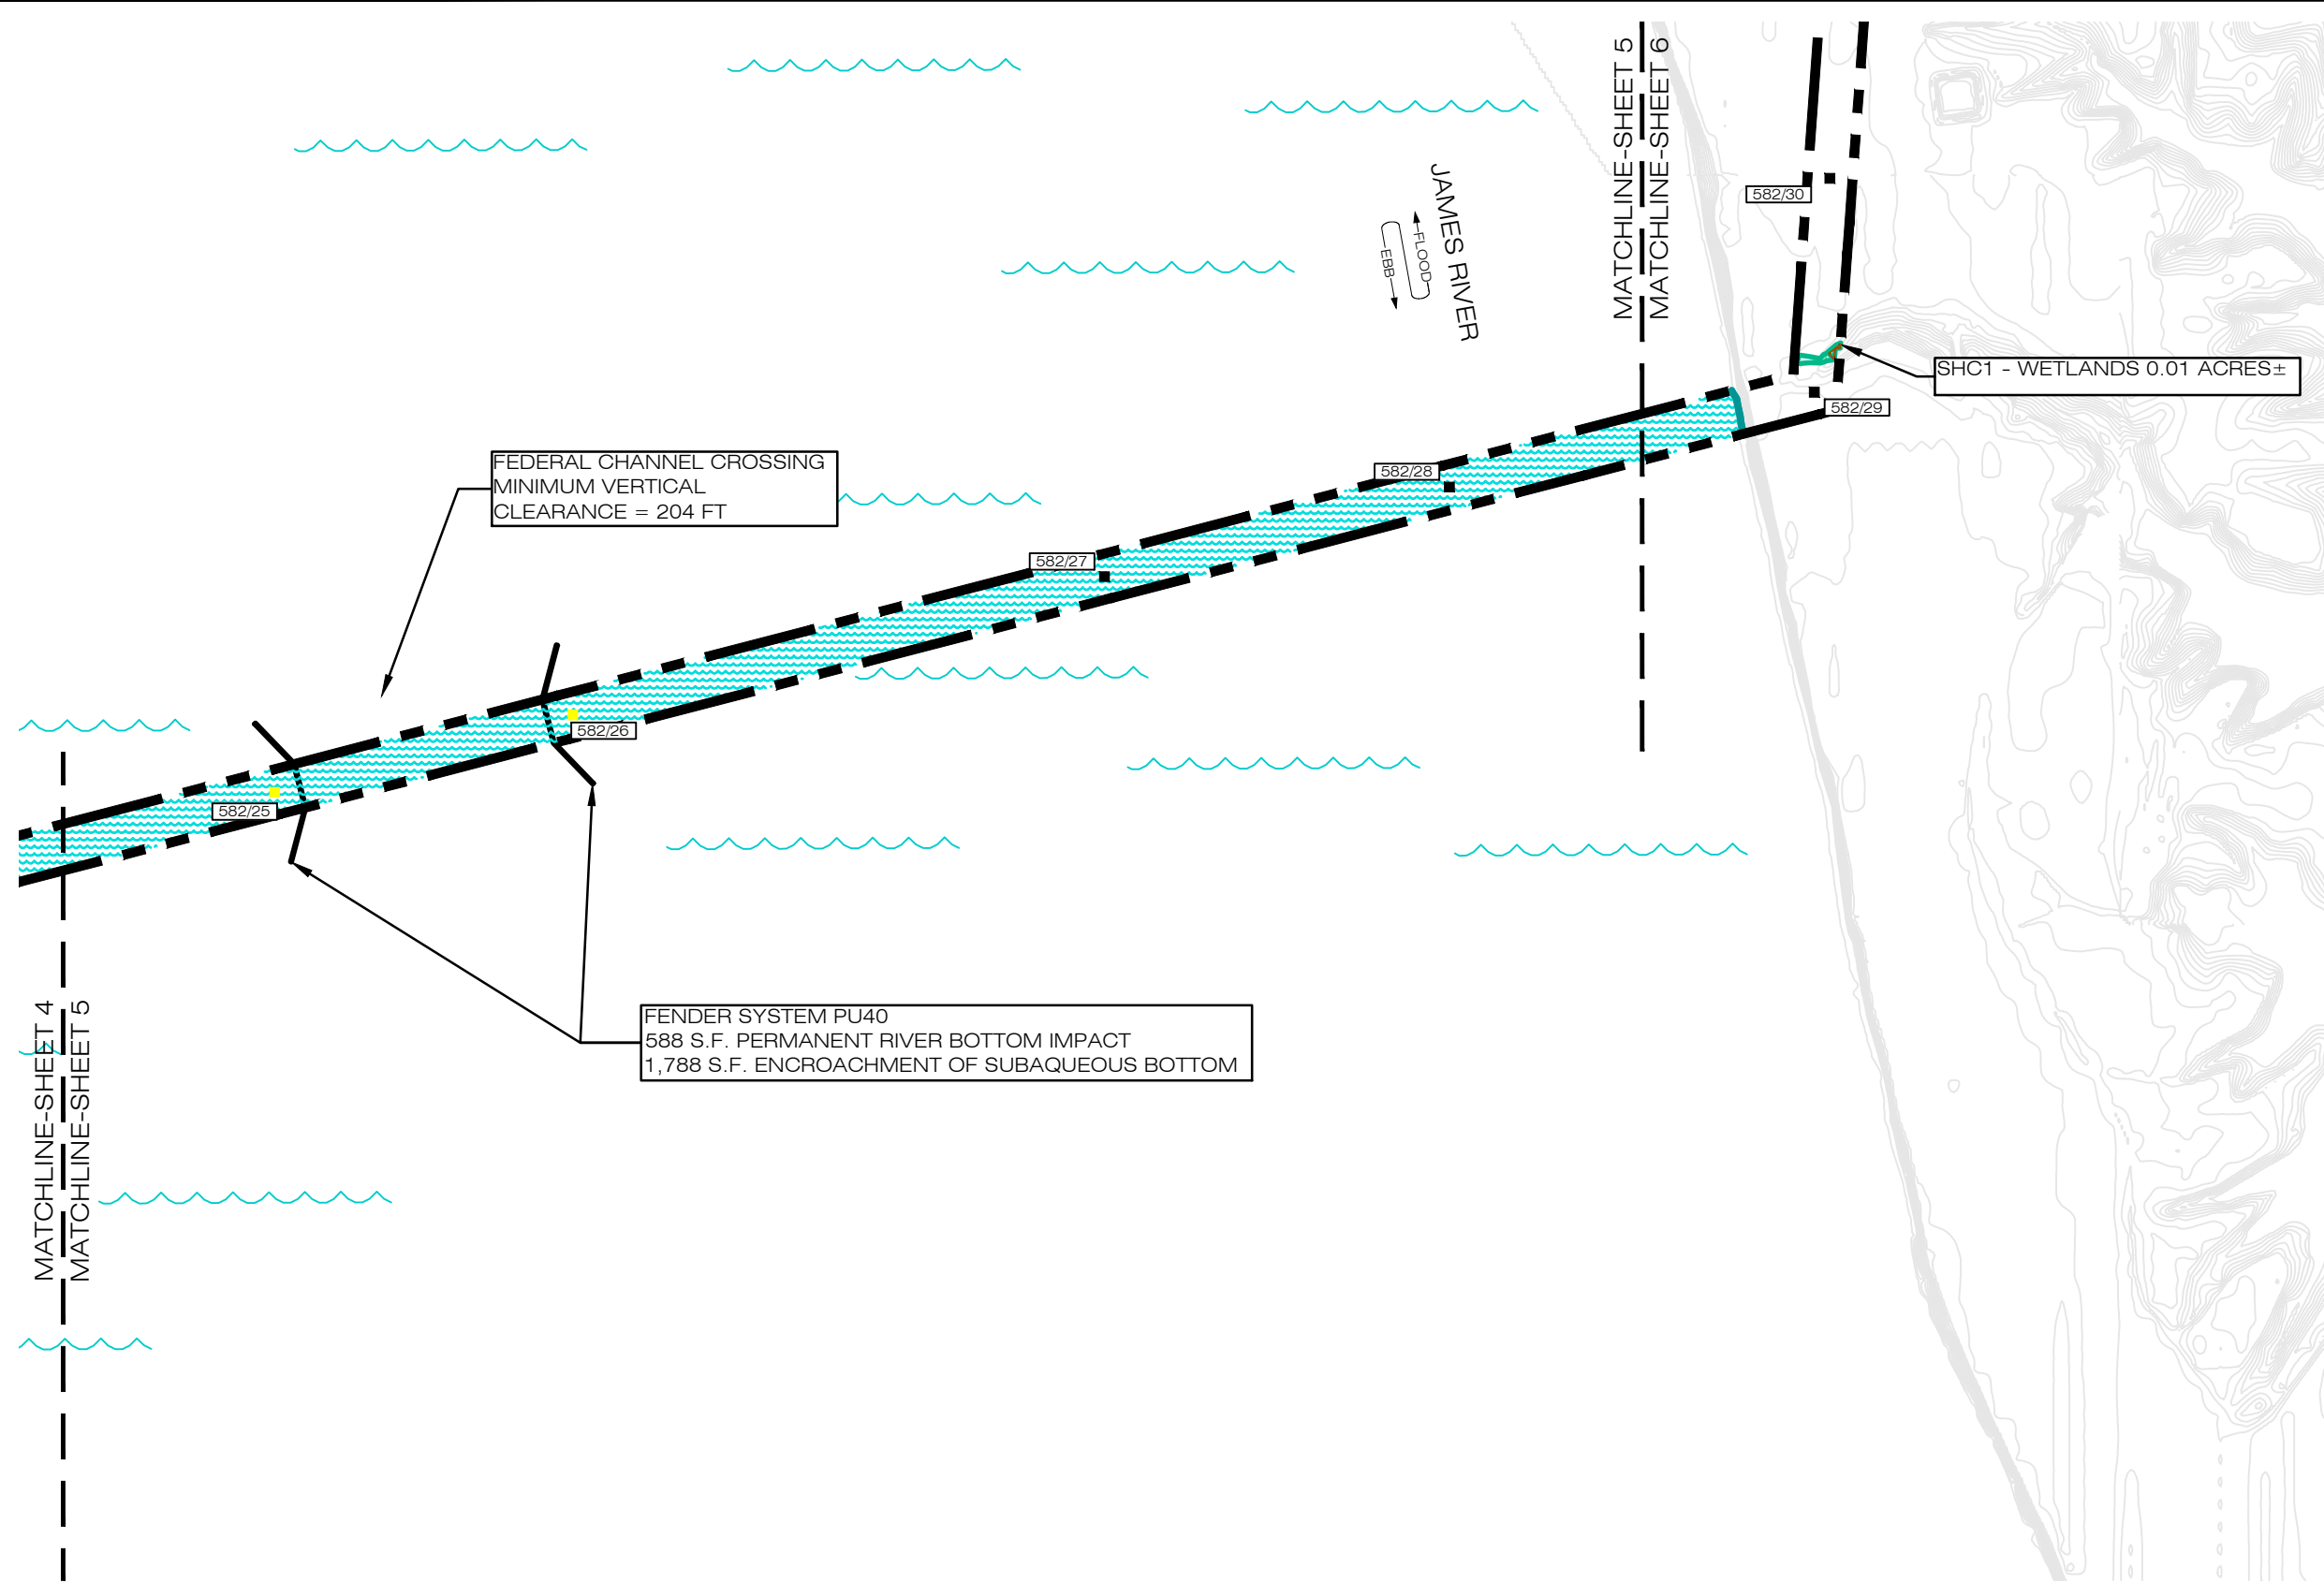 MATCHLINE-SHEET 5
MATCHLINE-SHEET 6
JAMES RIVER
FLOOD
EBB
582/30
SHC1 - WETLANDS 0.01 ACRES±
582/29
FEDERAL CHANNEL CROSSING
MINIMUM VERTICAL
CLEARANCE = 204 FT
582/28
582/27
582/26
582/25
FENDER SYSTEM PU40
588 S.F. PERMANENT RIVER BOTTOM IMPACT
1,788 S.F. ENCROACHMENT OF SUBAQUEOUS BOTTOM
MATCHLINE-SHEET 4
MATCHLINE-SHEET 5